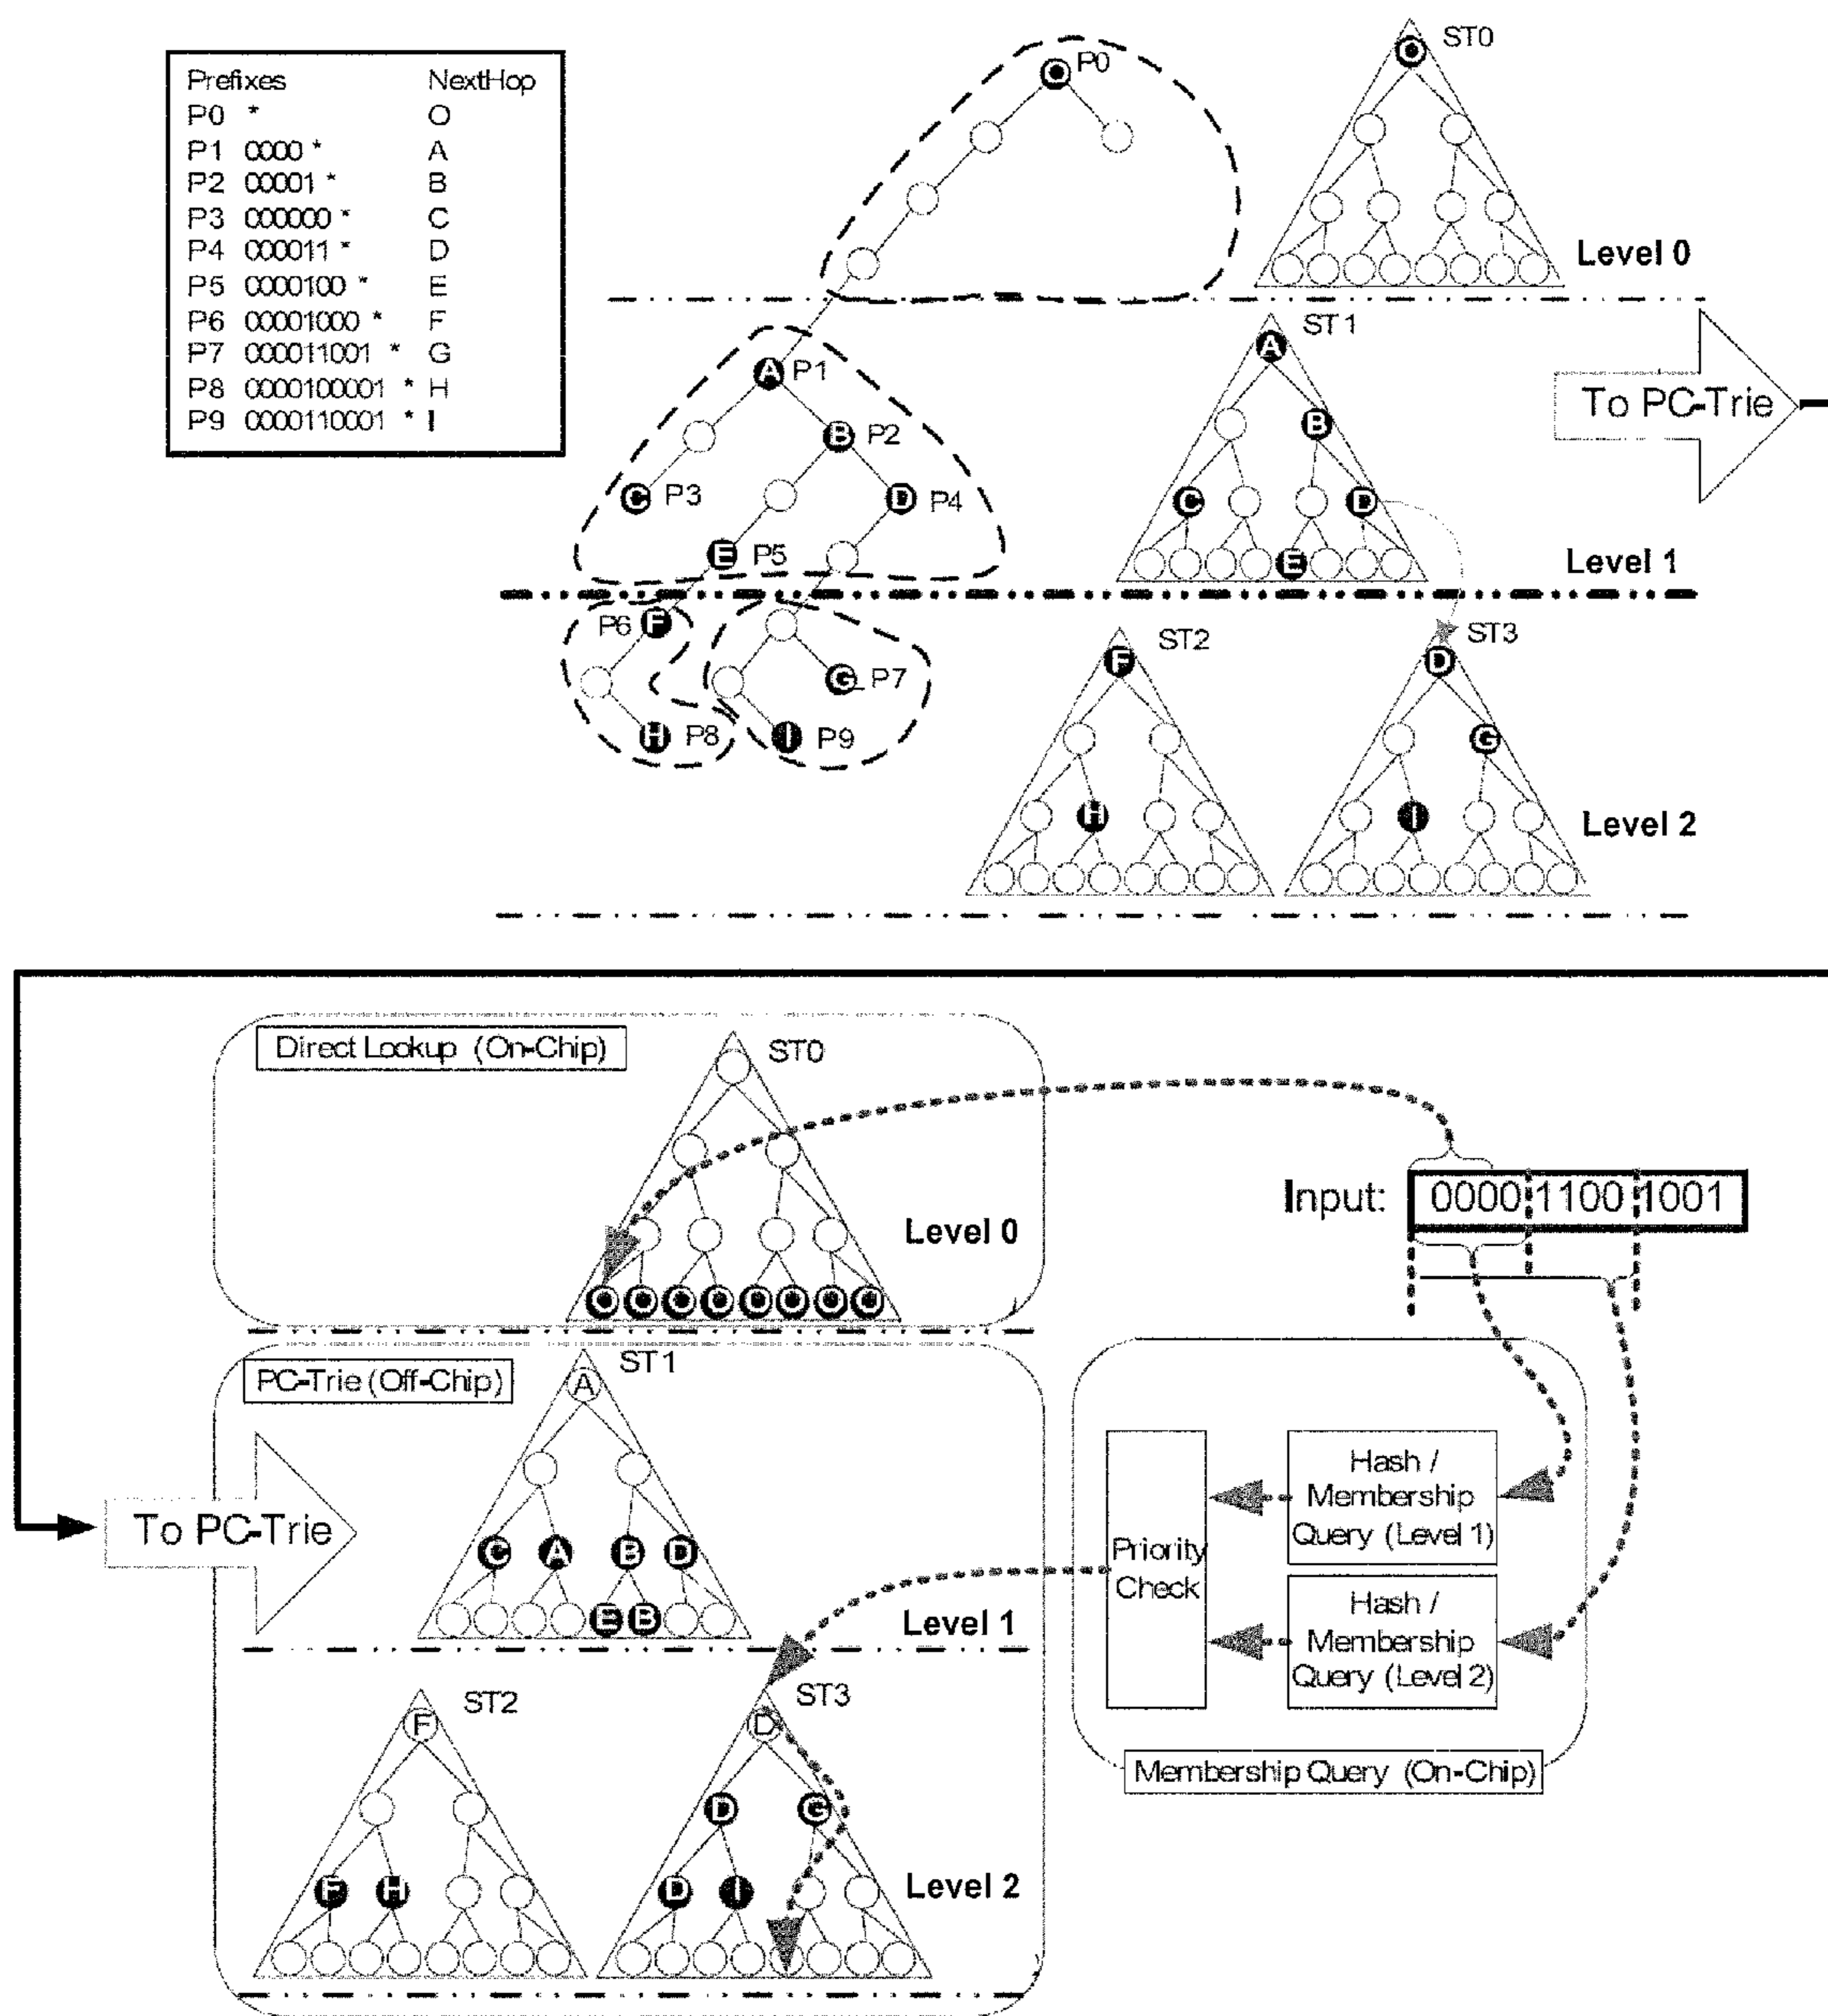 Prefixes NextHop
P0 * O
P1 0000 * A
P2 00001 * B
P3 000000 * C
P4 000011 * D
P5 0000100 * E
P6 00001000 * F
P7 000011001 * G
P8 0000100001 * H
P9 0000110001 * I
O P0
A P1
B P2
C P3
D P4
E P5
P6 F
G P7
H P8
I P9
ST0
O
Level 0
ST1
A
B
C D
E
Level 1
To PC-Trie
ST2
F
H
ST3
D
G
I
Level 2
Direct Lookup (On-Chip)
ST0
Level 0
O O O O O O O O
Input: 0000 1100 1001
PC-Trie (Off-Chip)
ST1
A
C A B D
E B
Level 1
To PC-Trie
ST2
F
F H
ST3
D
D G
D I
Level 2
Priority Check
Hash / Membership Query (Level 1)
Hash / Membership Query (Level 2)
Membership Query (On-Chip)